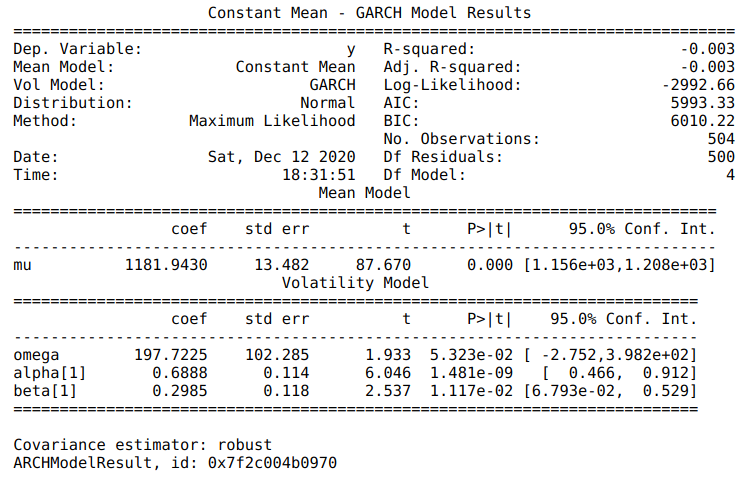 Constant Mean - GARCH Model Results
==============================================================================
Dep. Variable: y R-squared: -0.003
Mean Model: Constant Mean Adj. R-squared: -0.003
Vol Model: GARCH Log-Likelihood: -2992.66
Distribution: Normal AIC: 5993.33
Method: Maximum Likelihood BIC: 6010.22
No. Observations: 504
Date: Sat, Dec 12 2020 Df Residuals: 500
Time: 18:31:51 Df Model: 4
Mean Model
============================================================================
coef std err t P>|t| 95.0% Conf. Int.
----------------------------------------------------------------------------
mu 1181.9430 13.482 87.670 0.000 [1.156e+03,1.208e+03]
Volatility Model
==========================================================================
coef std err t P>|t| 95.0% Conf. Int.
--------------------------------------------------------------------------
omega 197.7225 102.285 1.933 5.323e-02 [ -2.752,3.982e+02]
alpha[1] 0.6888 0.114 6.046 1.481e-09 [ 0.466, 0.912]
beta[1] 0.2985 0.118 2.537 1.117e-02 [6.793e-02, 0.529]
==========================================================================
Covariance estimator: robust
ARCHModelResult, id: 0x7f2c004b0970